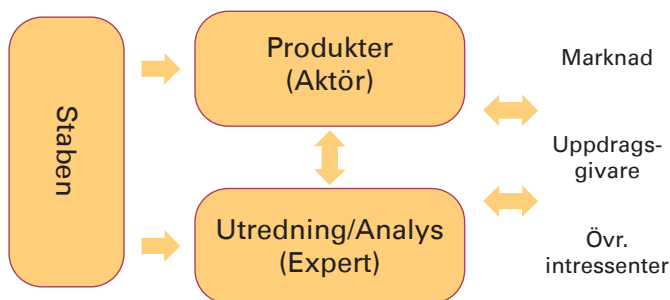 Staben
Produkter
(Aktör)
Utredning/Analys
(Expert)
Marknad
Uppdrags-
givare
Övr.
intressenter